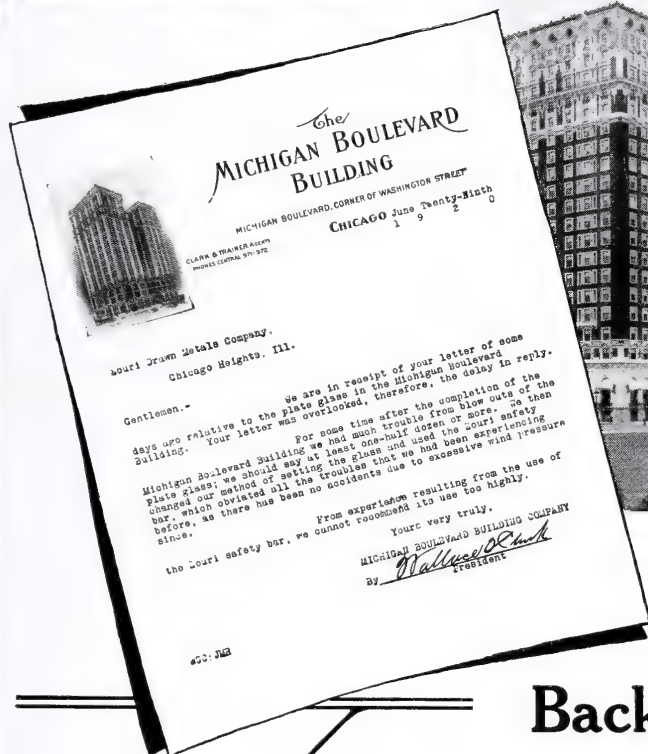 The
MICHIGAN BOULEVARD
BUILDING
MICHIGAN BOULEVARD, CORNER OF WASHINGTON STREET
CLARK & TRAINER AGENTS
PHONES CENTRAL 971-972
CHICAGO June Twenty-Ninth
1 9 2 0
Zouri Drawn Metals Company,
Chicago Heights, Ill.
Gentlemen.-
We are in receipt of your letter of some
days ago relative to the plate glass in the Michigan Boulevard
Building. Your letter was overlooked, therefore, the delay in reply.
For some time after the completion of the
Michigan Boulevard Building we had much trouble from blow outs of the
plate glass; we should say at least one-half dozen or more. We then
changed our method of setting the glass and used the Zouri safety
bar, which obviated all the troubles that we had been experiencing
before, as there has been no accidents due to excessive wind pressure
since.
From experience resulting from the use of
the Zouri safety bar, we cannot recommend its use too highly.
Yours very truly,
MICHIGAN BOULEVARD BUILDING COMPANY
By
President
Back